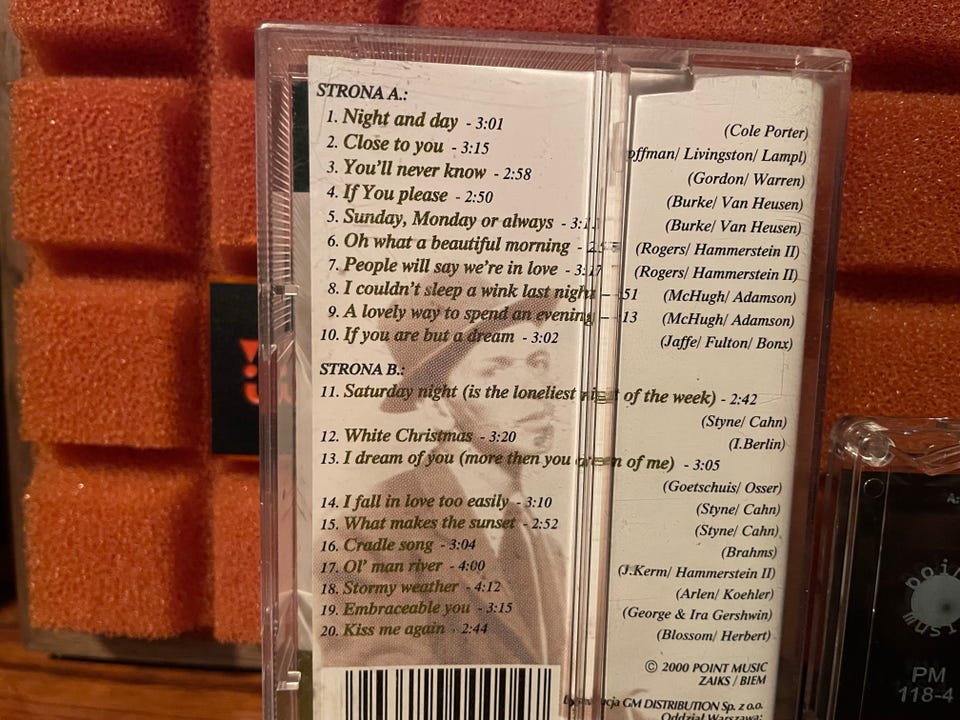 STRONA A.:
1. Night and day - 3:01 (Cole Porter)
2. Close to you - 3:15 Livingston/ Lampl)
3. You'll never know - 2:58 (Gordon/ Warren)
4. If You please - 2:50 (Burke/ Van Heusen)
5. Sunday, Monday or always (Burke/ Van Heusen)
6. Oh what a beautiful morning - (Rogers/ Hammerstein II)
7. People will say we're in love - 3:17 (Rogers/ Hammerstein II)
8. I couldn't sleep a wink last night - :51 (McHugh/ Adamson)
9. A lovely way to spend an evening - :13 (McHugh/ Adamson)
10. If you are but a dream - 3:02 (Jaffe/ Fulton/ Bonx)
STRONA B.:
11. Saturday night (is the loneliest night of the week) - 2:42
(Styne/ Cahn)
12. White Christmas - 3:20 (I.Berlin)
13. I dream of you (more then you dream of me) - 3:05
(Goetschuis/ Osser)
14. I fall in love too easily - 3:10 (Styne/ Cahn)
15. What makes the sunset - 2:52 (Styne/ Cahn)
16. Cradle song - 3:04 (Brahms)
17. Ol' man river - 4:00 (J.Kerm/ Hammerstein II)
18. Stormy weather - 4:12 (Arlen/ Koehler)
19. Embraceable you - 3:15 (George & Ira Gershwin)
20. Kiss me again - 2:44 (Blossom/ Herbert)
© 2000 POINT MUSIC
ZAIKS / BIEM
GM DISTRIBUTION Sp. z o.o.
Oddział Warszawa:
PM
118-4